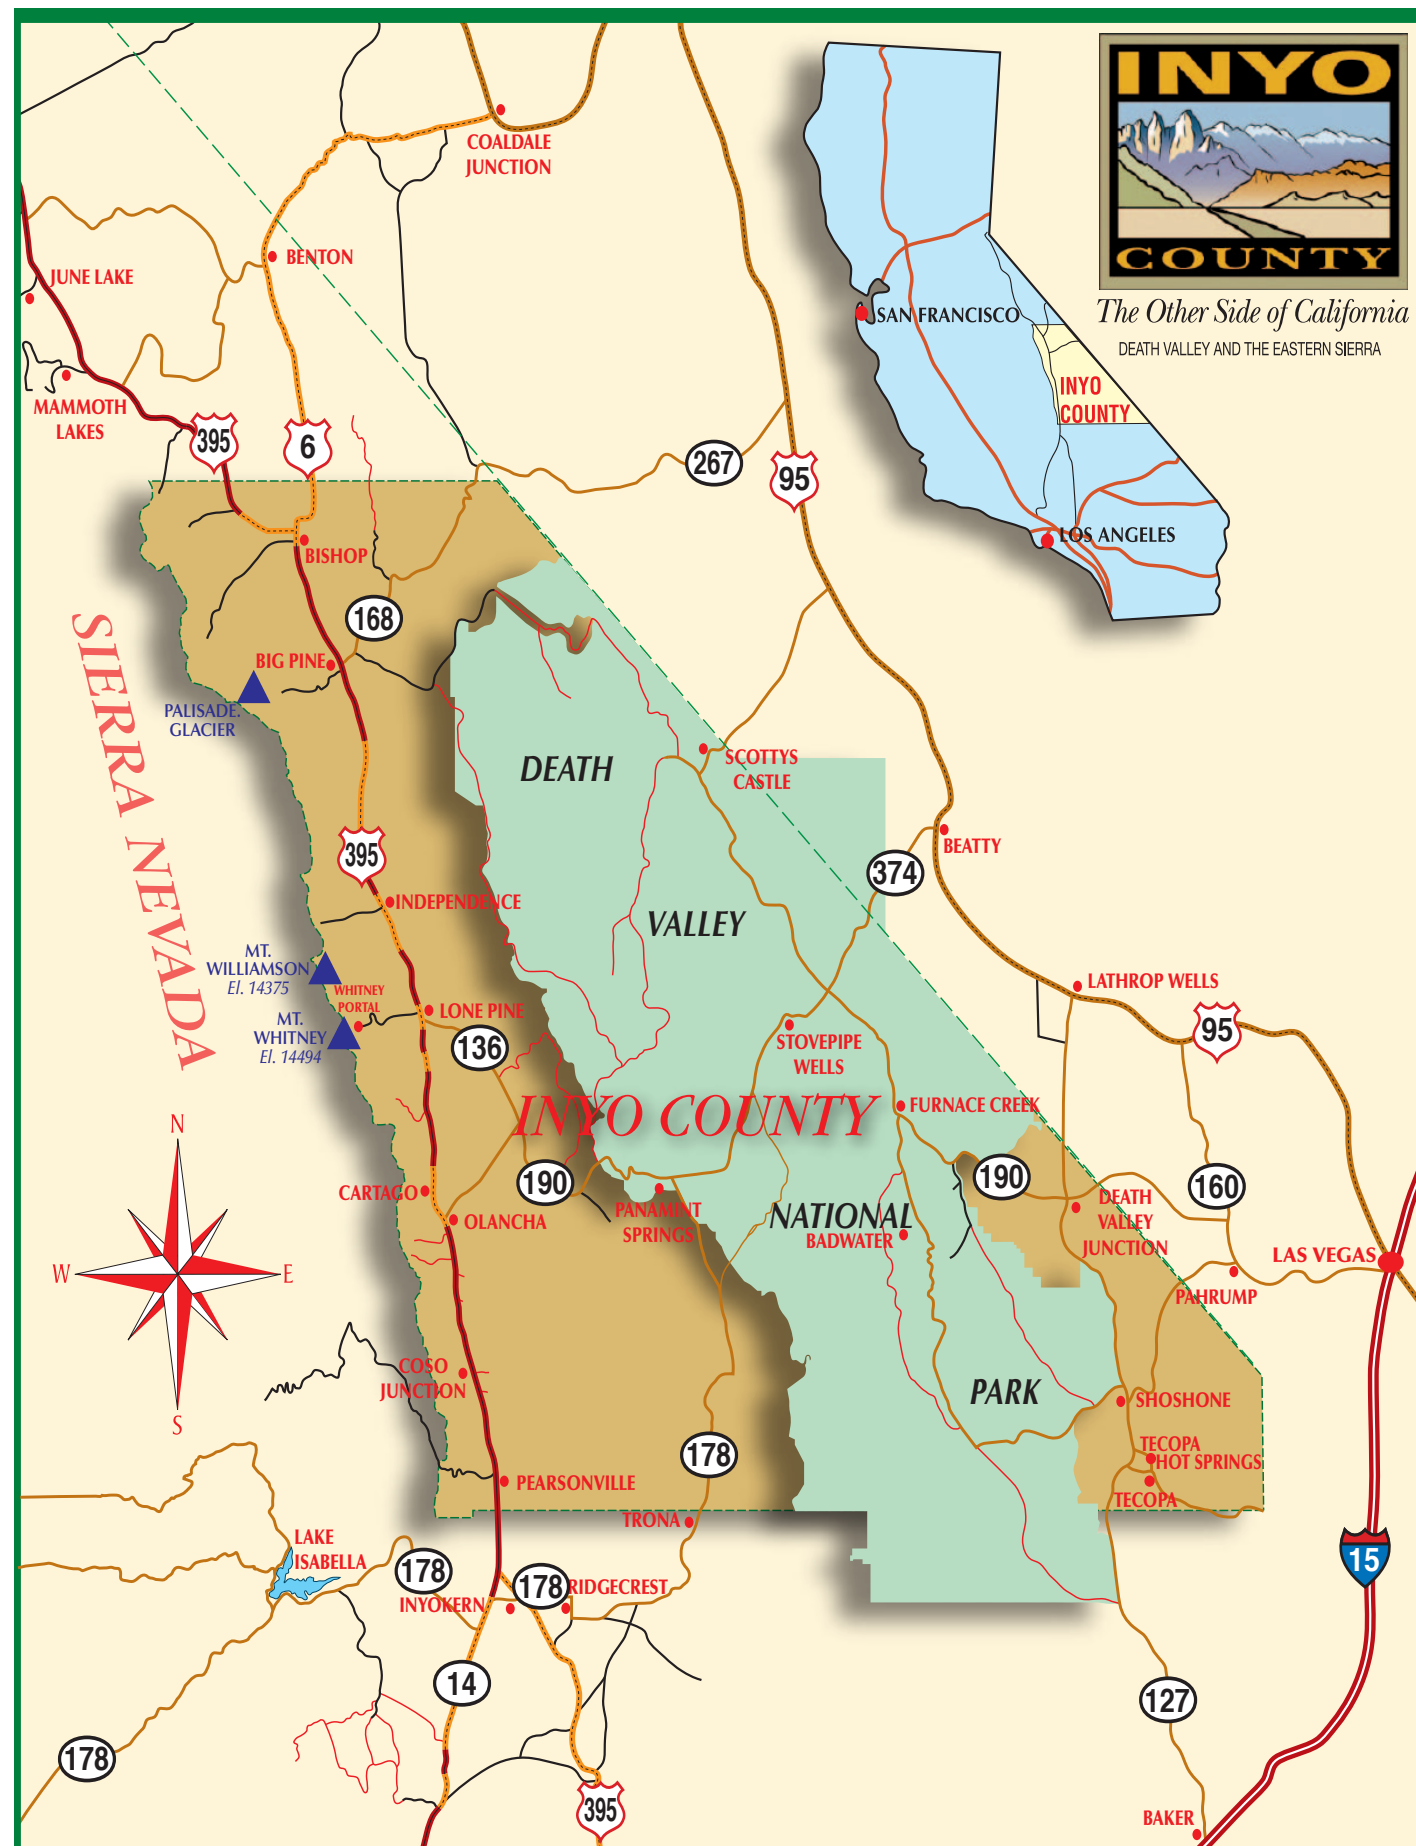 INYO
COUNTY
The Other Side of California
DEATH VALLEY AND THE EASTERN SIERRA
SAN FRANCISCO
INYO
COUNTY
LOS ANGELES
COALDALE
JUNCTION
BENTON
JUNE LAKE
MAMMOTH
LAKES
395
6
267
95
BISHOP
168
BIG PINE
PALISADE.
GLACIER
SIERRA NEVADA
DEATH
SCOTTYS
CASTLE
BEATTY
395
374
INDEPENDENCE
VALLEY
MT.
WILLIAMSON
El. 14375
WHITNEY
PORTAL
LONE PINE
MT.
WHITNEY
El. 14494
136
STOVEPIPE
WELLS
LATHROP WELLS
95
INYO COUNTY
FURNACE CREEK
N
W
E
S
190
190
160
CARTAGO
OLANCHA
PANAMINT
SPRINGS
NATIONAL
BADWATER
DEATH
VALLEY
JUNCTION
LAS VEGAS
PAHRUMP
COSO
JUNCTION
PARK
SHOSHONE
178
TECOPA
HOT SPRINGS
TECOPA
PEARSONVILLE
TRONA
LAKE
ISABELLA
178
178
RIDGECREST
INYOKERN
15
14
127
178
395
BAKER